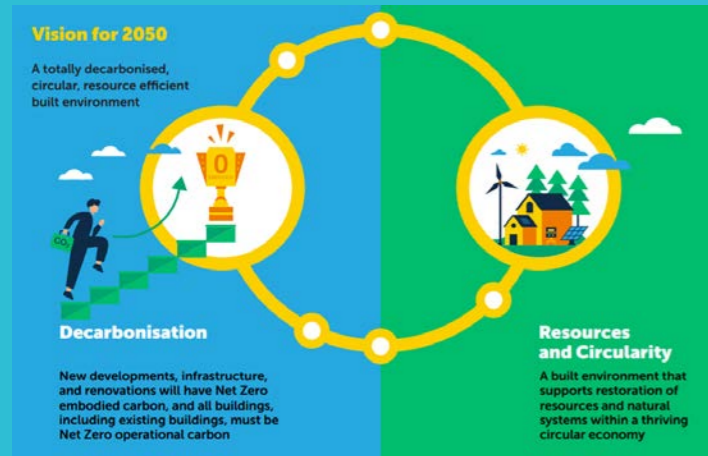 Vision for 2050
A totally decarbonised,
circular, resource efficient
built environment
0
CO₂
Decarbonisation
New developments, infrastructure,
and renovations will have Net Zero
embodied carbon, and all buildings,
including existing buildings, must be
Net Zero operational carbon
Resources
and Circularity
A built environment that
supports restoration of
resources and natural
systems within a thriving
circular economy